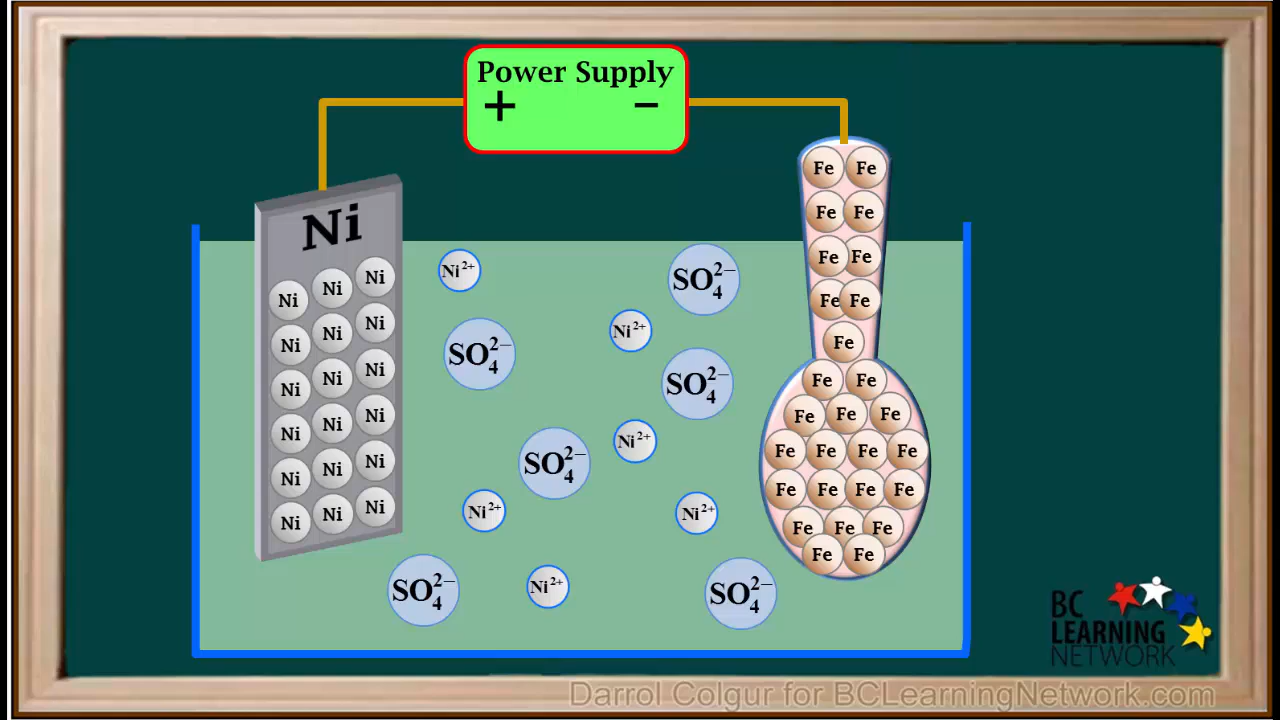 Power Supply
+ −
Ni
Ni Ni Ni
Ni Ni Ni
Ni Ni Ni
Ni Ni Ni
Ni Ni Ni
Ni Ni Ni
Ni²⁺
SO₄²⁻
Ni²⁺
SO₄²⁻
SO₄²⁻
Ni²⁺
SO₄²⁻
Ni²⁺
Ni²⁺
SO₄²⁻
Ni²⁺
SO₄²⁻
Fe Fe
Fe Fe
Fe Fe
Fe Fe
Fe
Fe Fe
Fe Fe Fe
Fe Fe Fe Fe
Fe Fe Fe Fe
Fe Fe Fe
Fe Fe
BC
LEARNING
NETWORK
Darrol Colgur for BCLearningNetwork.com